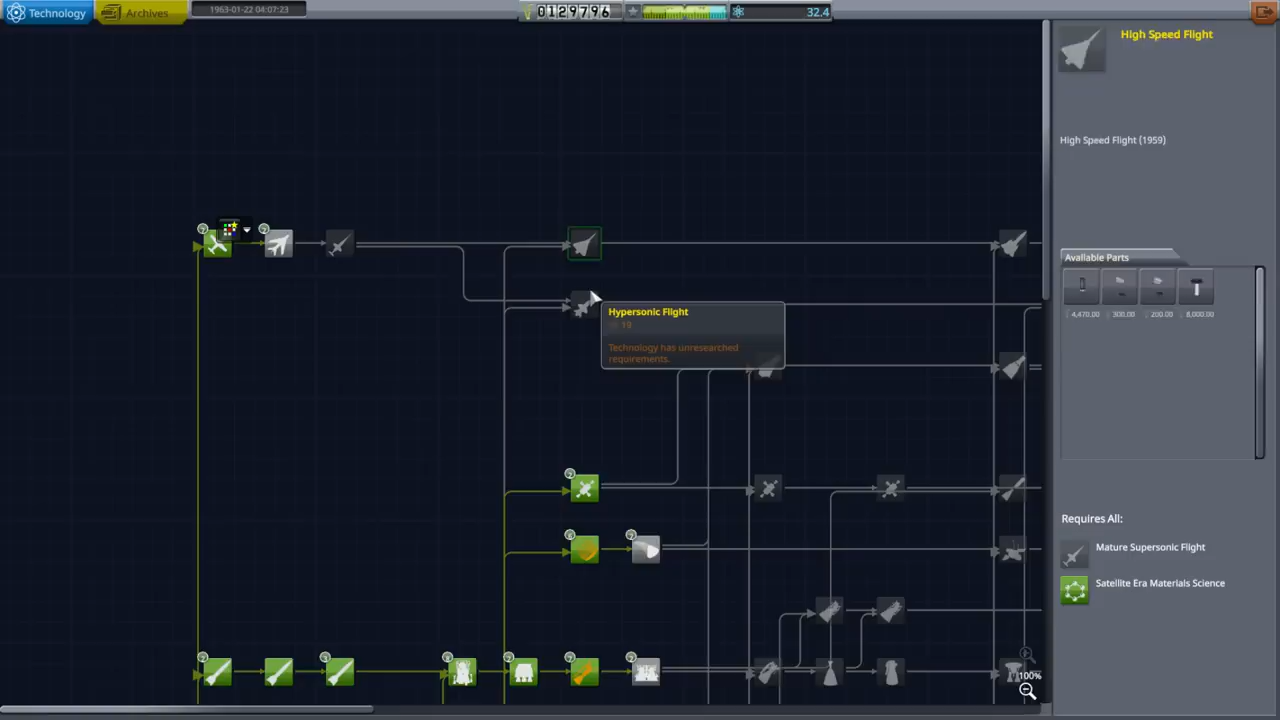 Technology
Archives
1963-01-22 04:07:23
0129796
32.4
High Speed Flight
High Speed Flight (1959)
Available Parts
4,470.00 300.00 200.00 8,000.00
Hypersonic Flight
19
Technology has unresearched
requirements.
Requires All:
Mature Supersonic Flight
Satellite Era Materials Science
100%